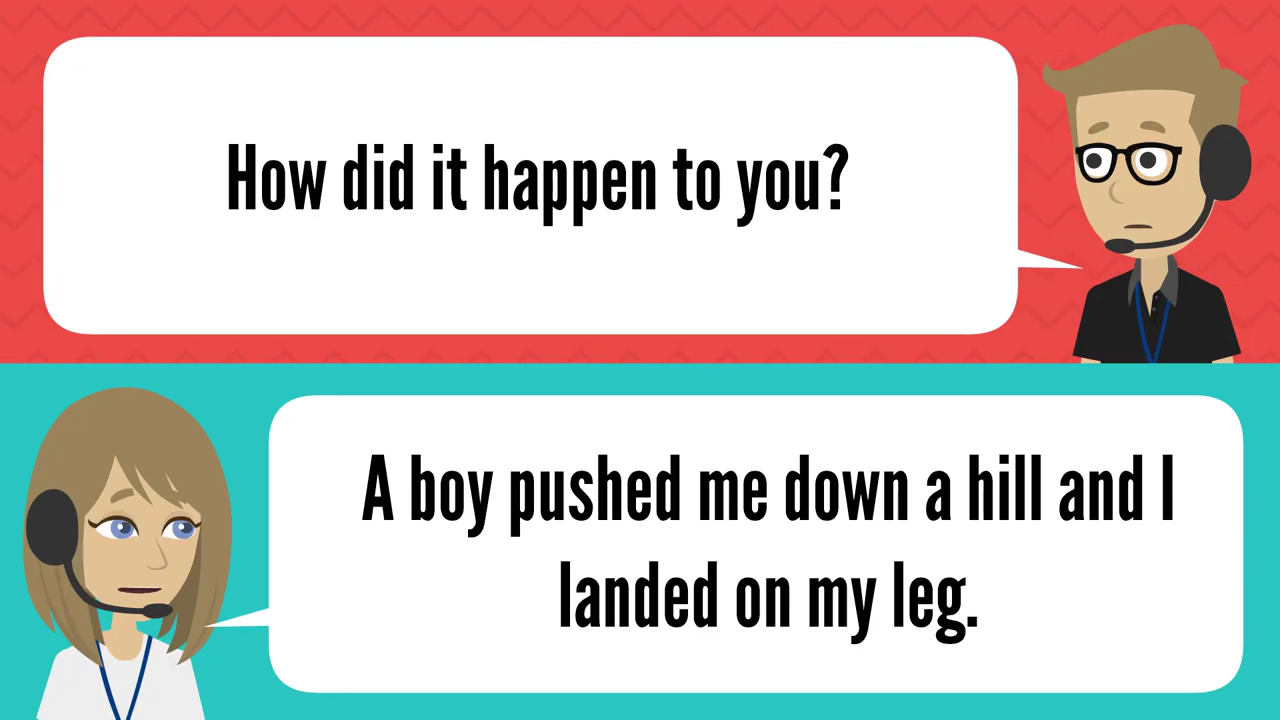 How did it happen to you?
A boy pushed me down a hill and I
landed on my leg.